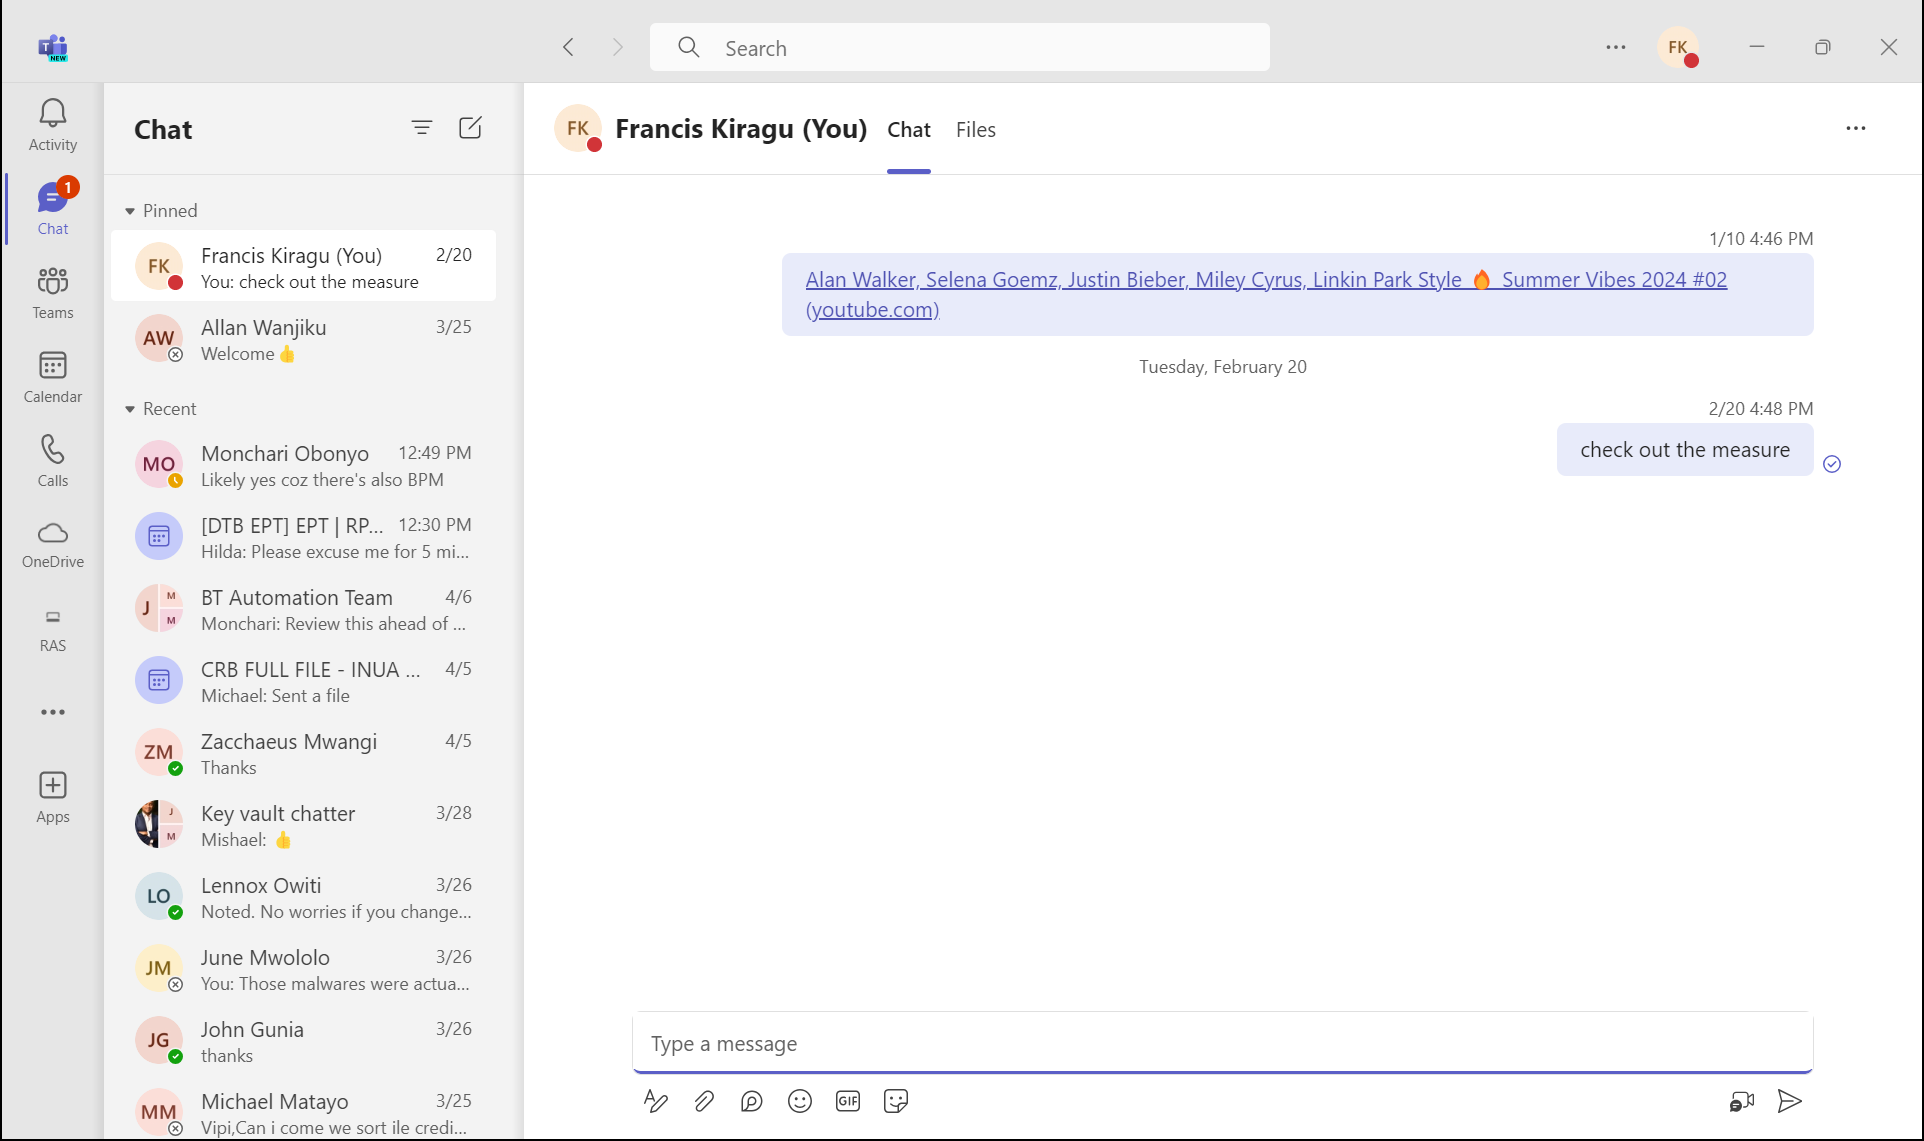 NEW
Search
FK
Activity
1
Chat
Teams
Calendar
Calls
OneDrive
RAS
Apps
Chat
Pinned
FK
Francis Kiragu (You) 2/20
You: check out the measure
AW
Allan Wanjiku 3/25
Welcome👍
Recent
MO
Monchari Obonyo 12:49 PM
Likely yes coz there's also BPM
[DTB EPT] EPT | RP... 12:30 PM
Hilda: Please excuse me for 5 mi...
J M M
BT Automation Team 4/6
Monchari: Review this ahead of ...
CRB FULL FILE - INUA ... 4/5
Michael: Sent a file
ZM
Zacchaeus Mwangi 4/5
Thanks
J M
Key vault chatter 3/28
Mishael: 👍
LO
Lennox Owiti 3/26
Noted. No worries if you change...
JM
June Mwololo 3/26
You: Those malwares were actua...
JG
John Gunia 3/26
thanks
MM
Michael Matayo 3/25
Vipi,Can i come we sort ile credi...
FK Francis Kiragu (You) Chat Files
1/10 4:46 PM
Alan Walker, Selena Goemz, Justin Bieber, Miley Cyrus, Linkin Park Style 🔥 Summer Vibes 2024 #02
(youtube.com)
Tuesday, February 20
2/20 4:48 PM
check out the measure
Type a message
GIF